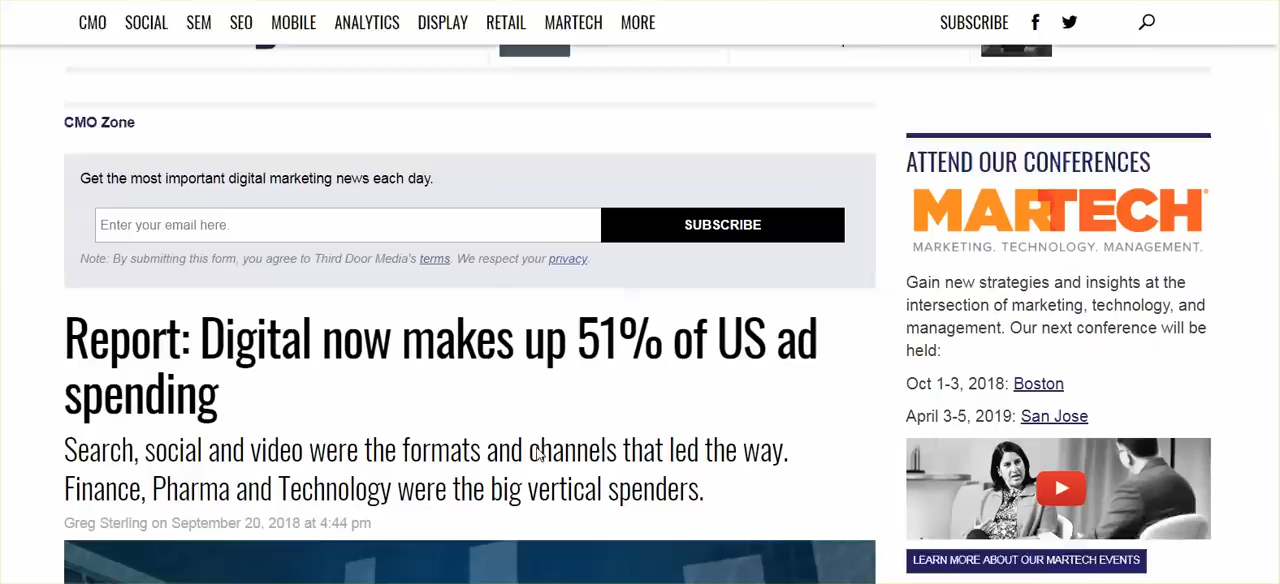 CMO SOCIAL SEM SEO MOBILE ANALYTICS DISPLAY RETAIL MARTECH MORE SUBSCRIBE
CMO Zone
Get the most important digital marketing news each day.
Enter your email here. SUBSCRIBE
Note: By submitting this form, you agree to Third Door Media's terms. We respect your privacy.
Report: Digital now makes up 51% of US ad
spending
Search, social and video were the formats and channels that led the way.
Finance, Pharma and Technology were the big vertical spenders.
Greg Sterling on September 20, 2018 at 4:44 pm
ATTEND OUR CONFERENCES
MARTECH®
MARKETING. TECHNOLOGY. MANAGEMENT.
Gain new strategies and insights at the
intersection of marketing, technology, and
management. Our next conference will be
held:
Oct 1-3, 2018: Boston
April 3-5, 2019: San Jose
LEARN MORE ABOUT OUR MARTECH EVENTS